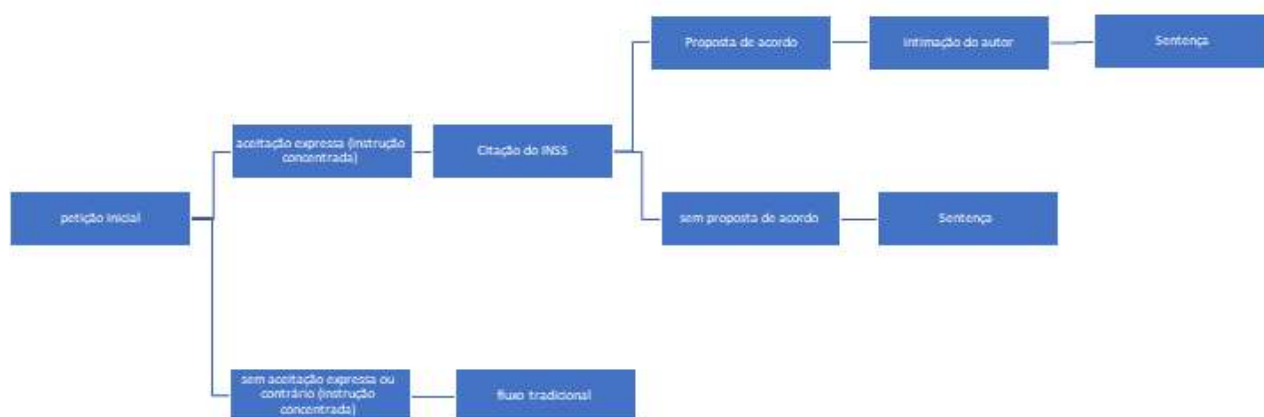 Proposta de acordo
Intimação do autor
Sentença
aceitação expressa (instrução
concentrada)
Citação do INSS
petição inicial
sem proposta de acordo
Sentença
sem aceitação expressa ou
contrário (instrução
concentrada)
fluxo tradicional